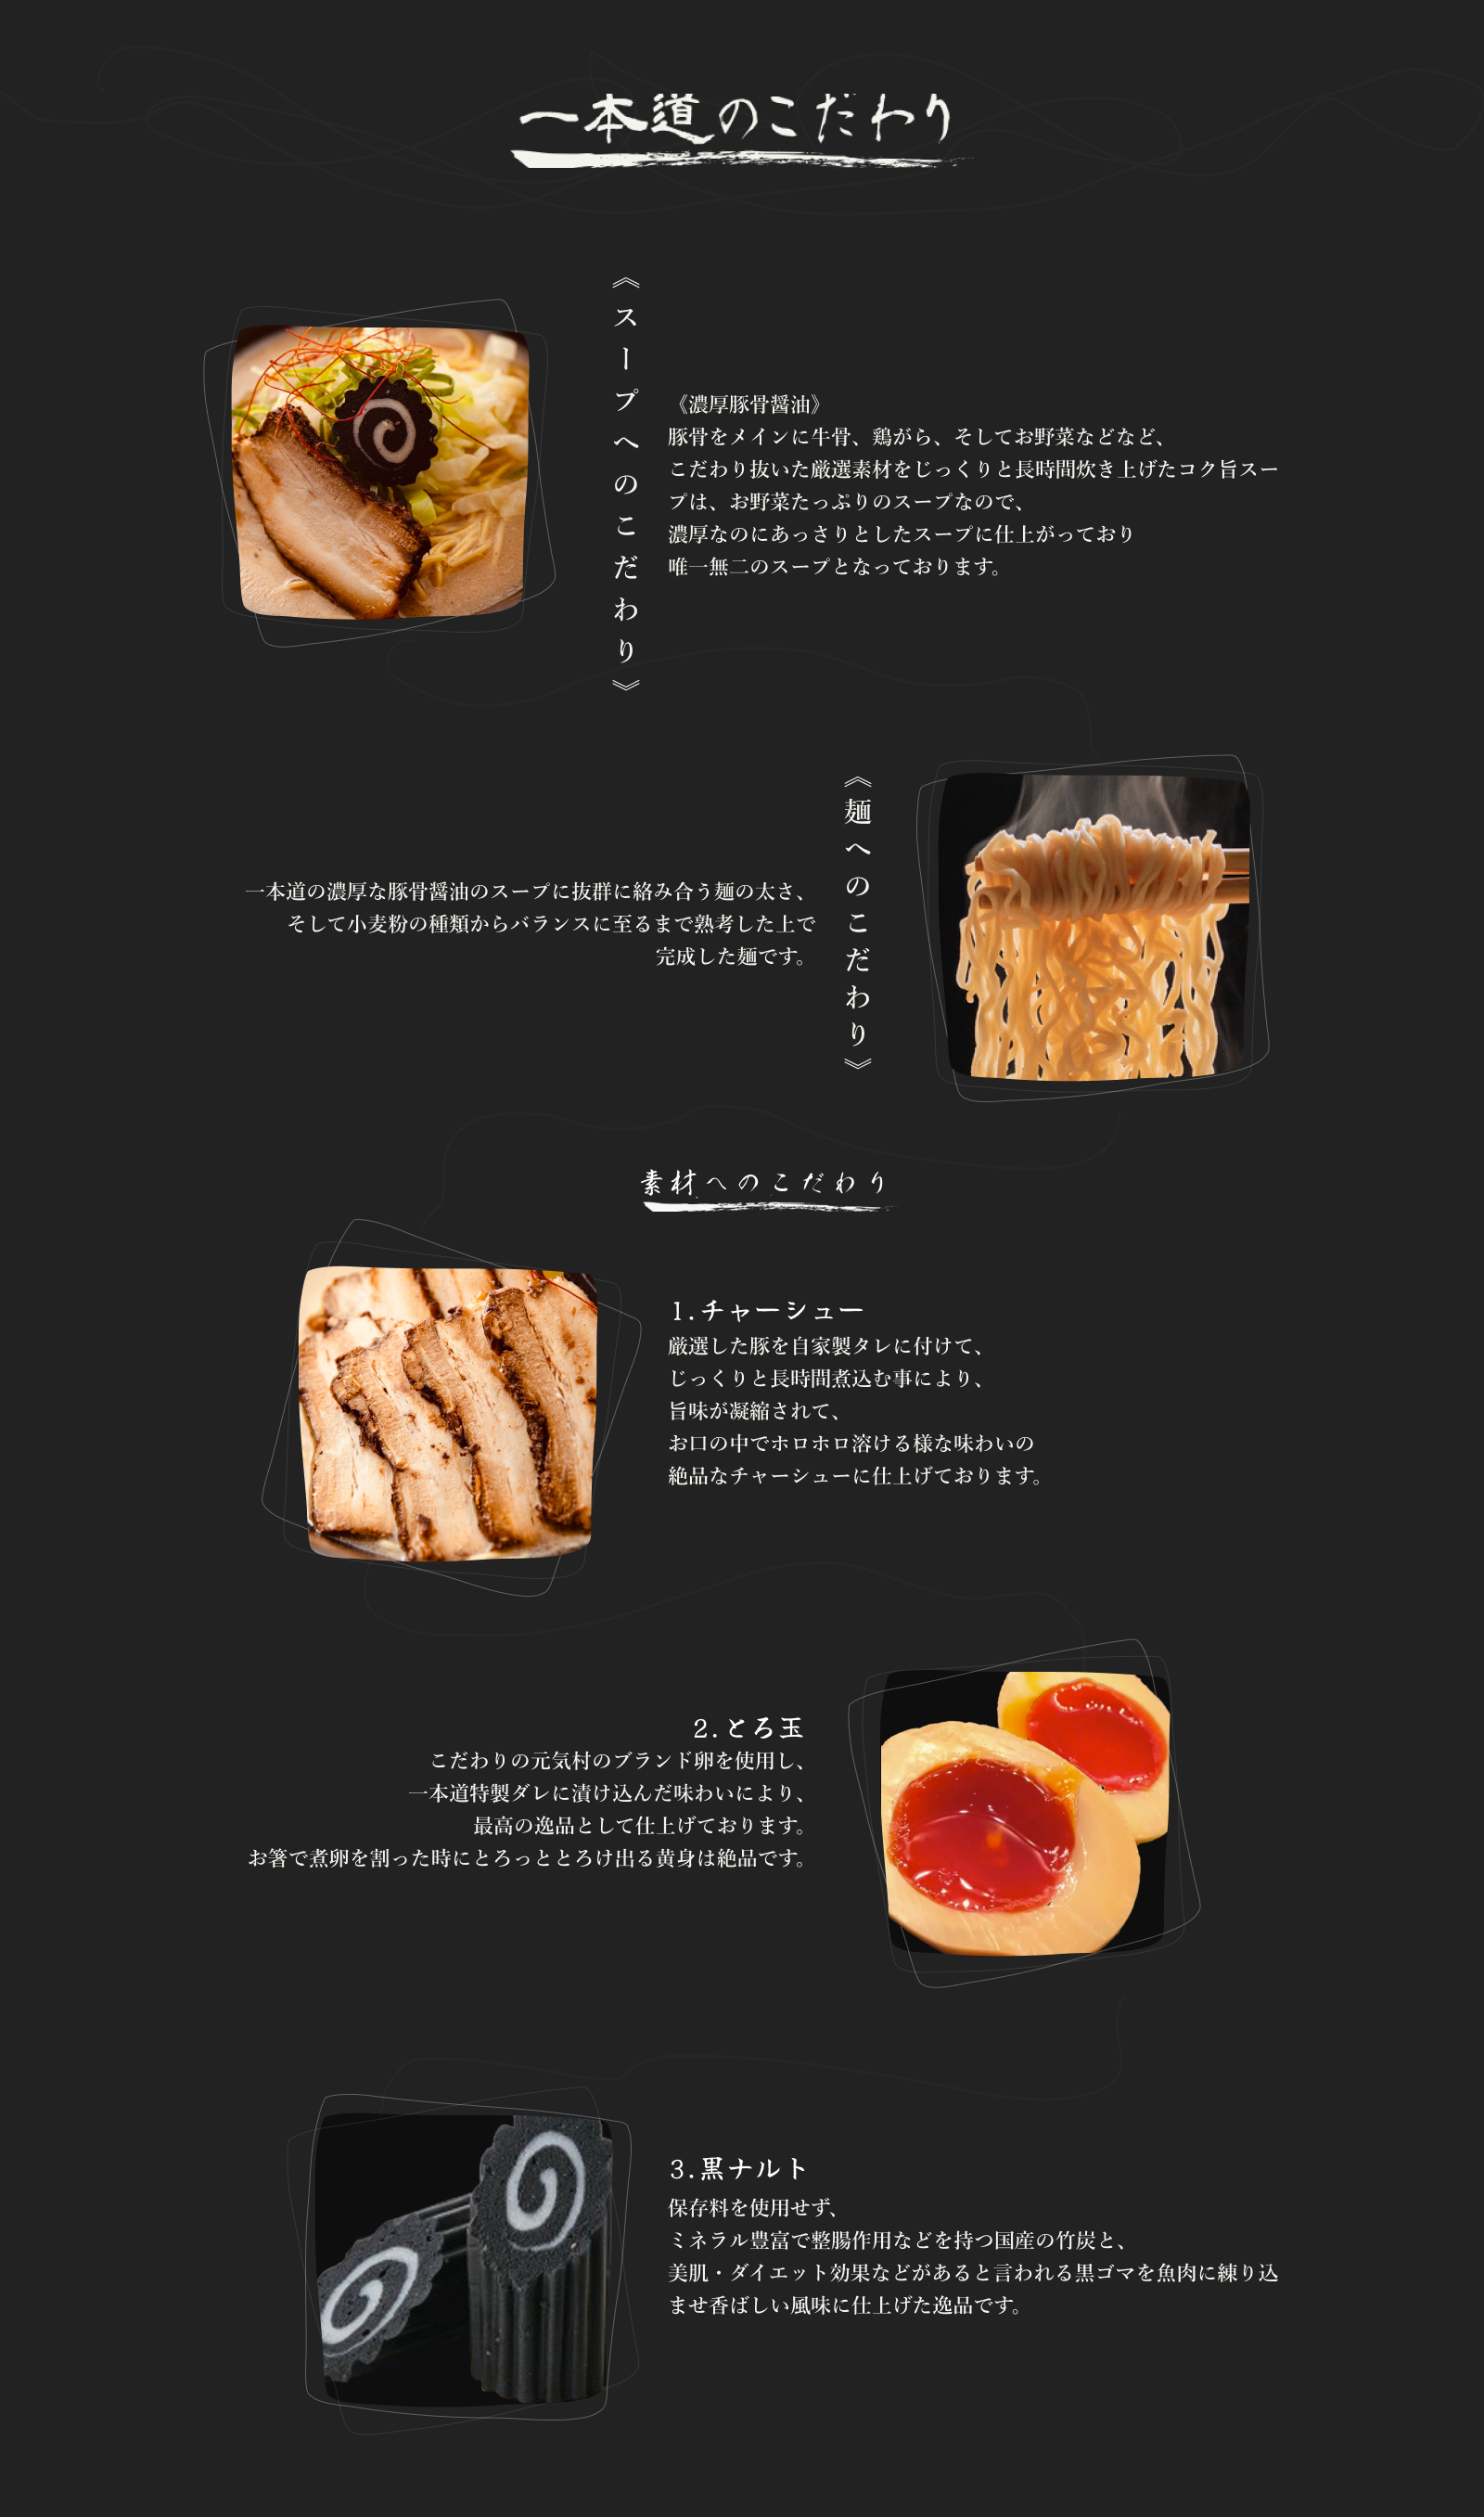 一本道のこだわり
《スープへのこだわり》
《濃厚豚骨醤油》
豚骨をメインに牛骨、鶏がら、そしてお野菜などなど、
こだわり抜いた厳選素材をじっくりと長時間炊き上げたコク旨スー
プは、お野菜たっぷりのスープなので、
濃厚なのにあっさりとしたスープに仕上がっており
唯一無二のスープとなっております。
《麺へのこだわり》
一本道の濃厚な豚骨醤油のスープに抜群に絡み合う麺の太さ、
そして小麦粉の種類からバランスに至るまで熟考した上で
完成した麺です。
素材へのこだわり
1.チャーシュー
厳選した豚を自家製タレに付けて、
じっくりと長時間煮込む事により、
旨味が凝縮されて、
お口の中でホロホロ溶ける様な味わいの
絶品なチャーシューに仕上げております。
2.とろ玉
こだわりの元気村のブランド卵を使用し、
一本道特製ダレに漬け込んだ味わいにより、
最高の逸品として仕上げております。
お箸で煮卵を割った時にとろっととろけ出る黄身は絶品です。
3.黒ナルト
保存料を使用せず、
ミネラル豊富で整腸作用などを持つ国産の竹炭と、
美肌・ダイエット効果などがあると言われる黒ゴマを魚肉に練り込
ませ香ばしい風味に仕上げた逸品です。